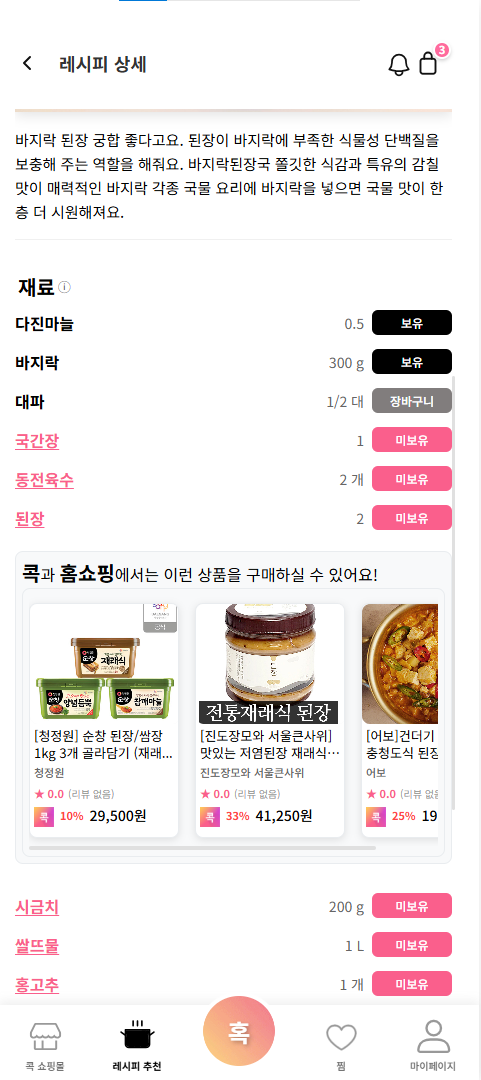 레시피 상세
3
바지락 된장 궁합 좋다고요. 된장이 바지락에 부족한 식물성 단백질을
보충해 주는 역할을 해줘요. 바지락된장국 쫄깃한 식감과 특유의 감칠
맛이 매력적인 바지락 각종 국물 요리에 바지락을 넣으면 국물 맛이 한
층 더 시원해져요.
재료 ⓘ
다진마늘 0.5 보유
바지락 300 g 보유
대파 1/2 대 장바구니
국간장 1 미보유
동전육수 2 개 미보유
된장 2 미보유
콕과 홈쇼핑에서는 이런 상품을 구매하실 수 있어요!
순창 재래식
순창 양념듬뿍 순창 참깨마늘
전통재래식 된장
[청정원] 순창 된장/쌈장 [진도장모와 서울큰사위] [어보]건더기
1kg 3개 골라담기 (재래... 맛있는 저염된장 재래식… 충청도식 된장
청정원 진도장모와 서울큰사위 어보
★ 0.0 (리뷰 없음) ★ 0.0 (리뷰 없음) ★ 0.0 (리뷰 없
콕 10% 29,500원 콕 33% 41,250원 콕 25% 19
시금치 200 g 미보유
쌀뜨물 1 L 미보유
홍고추 1 개 미보유
혹
콕 쇼핑몰 레시피 추천 찜 마이페이지